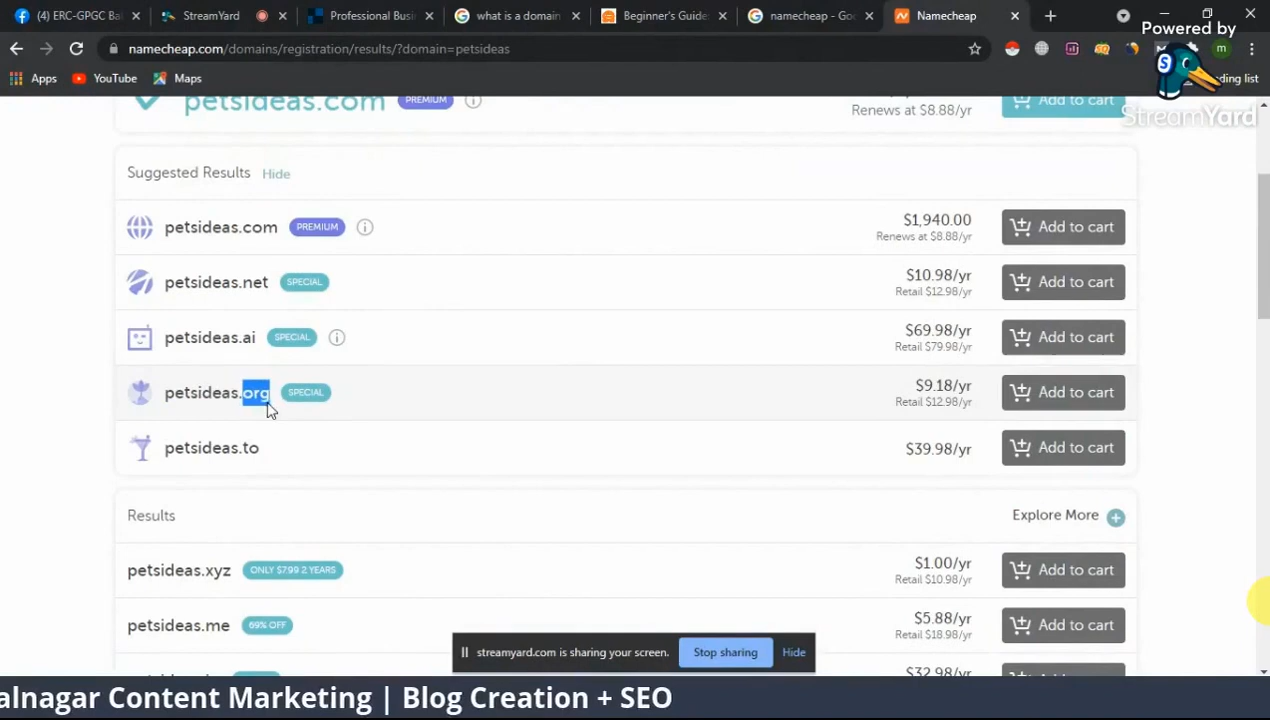 (4) ERC-GPGC Bal
StreamYard
Professional Busi
what is a domain
Beginner's Guide:
namecheap - Goo
Namecheap
Powered by
namecheap.com/domains/registration/results/?domain=petsideas
m
Apps
YouTube
Maps
ding list
StreamYard
petsideas.com PREMIUM
Renews at $8.88/yr
Add to cart
Suggested Results Hide
petsideas.com PREMIUM
$1,940.00
Renews at $8.88/yr
Add to cart
petsideas.net SPECIAL
$10.98/yr
Retail $12.98/yr
Add to cart
petsideas.ai SPECIAL
$69.98/yr
Retail $79.98/yr
Add to cart
petsideas.org SPECIAL
$9.18/yr
Retail $12.98/yr
Add to cart
petsideas.to
$39.98/yr
Add to cart
Results
Explore More
petsideas.xyz ONLY $7.99 2 YEARS
$1.00/yr
Retail $10.98/yr
Add to cart
petsideas.me 69% OFF
$5.88/yr
Retail $18.98/yr
Add to cart
streamyard.com is sharing your screen.
Stop sharing
Hide
$32.98/yr
alnagar Content Marketing | Blog Creation + SEO